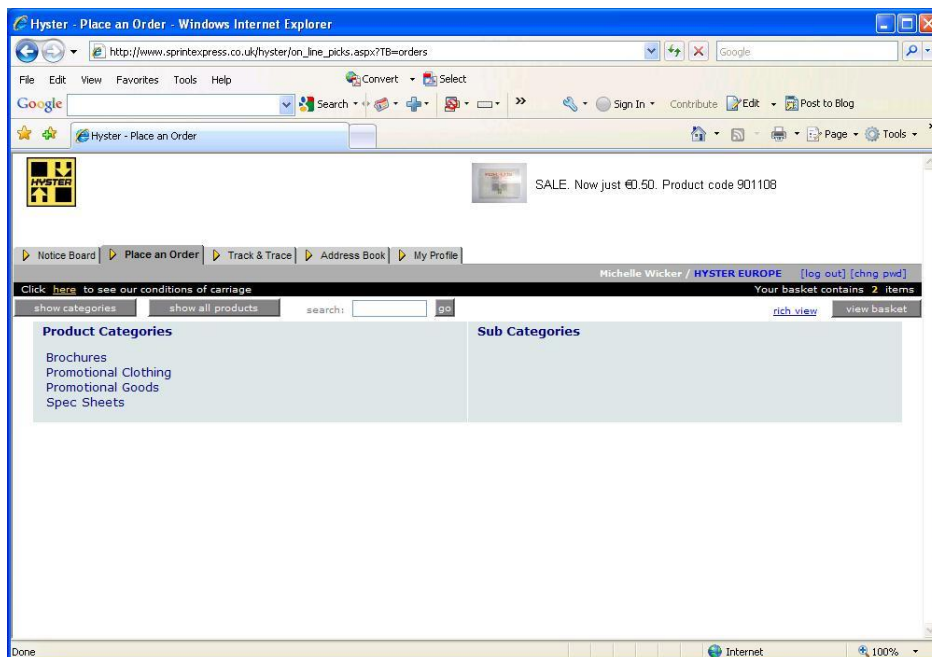 Hyster - Place an Order - Windows Internet Explorer
http://www.sprintexpress.co.uk/hyster/on_line_picks.aspx?TB=orders
Google
File Edit View Favorites Tools Help Convert Select
Google Search » Sign In Contribute Edit Post to Blog
Hyster - Place an Order Page Tools »
HYSTER
SALE. Now just €0.50. Product code 901108
Notice Board Place an Order Track & Trace Address Book My Profile
Michelle Wicker / HYSTER EUROPE [log out] [chng pwd]
Click here to see our conditions of carriage Your basket contains 2 items
show categories show all products search: go rich view view basket
Product Categories Sub Categories
Brochures
Promotional Clothing
Promotional Goods
Spec Sheets
Done Internet 100%